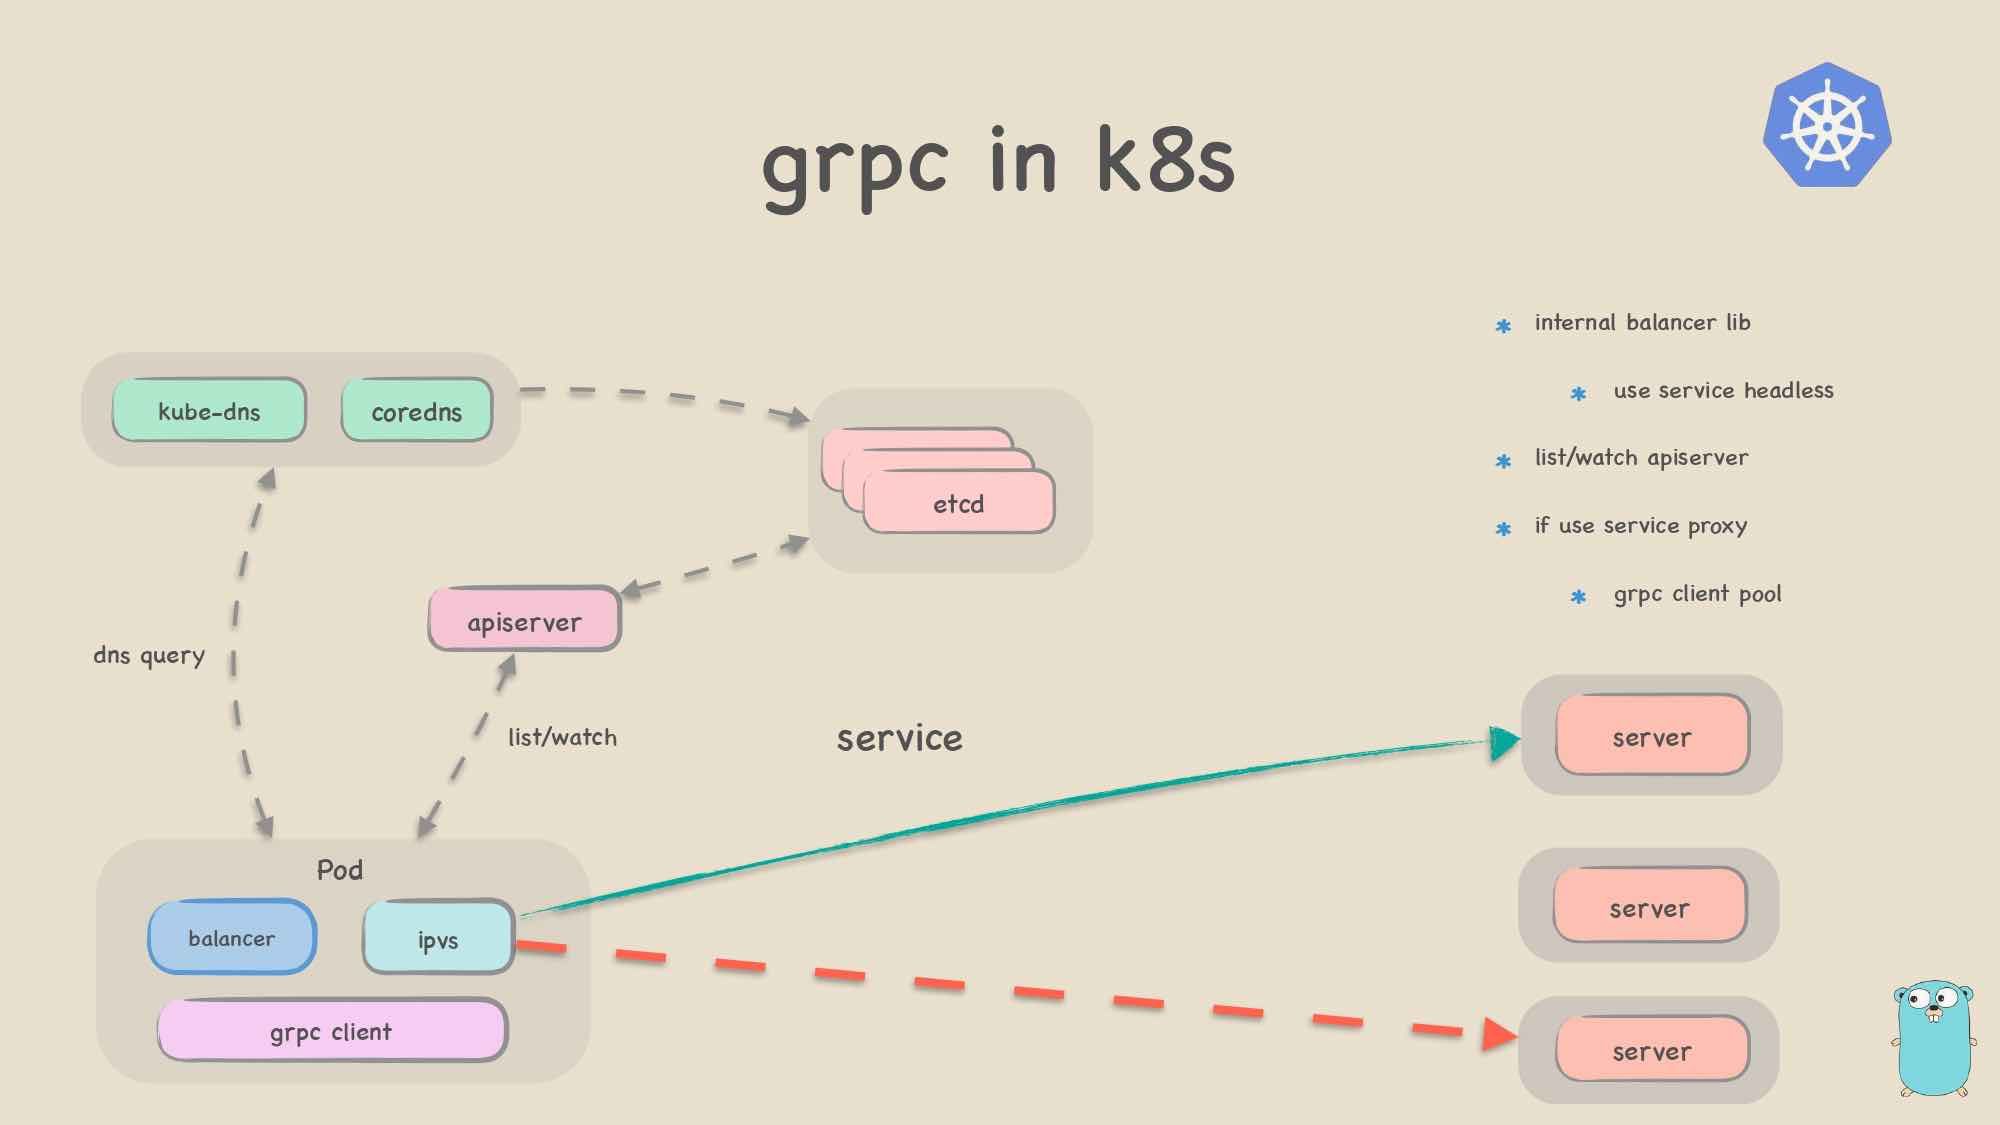 grpc in k8s
internal balancer lib
use service headless
list/watch apiserver
if use service proxy
grpc client pool
kube-dns
coredns
etcd
apiserver
dns query
list/watch
service
Pod
balancer
ipvs
grpc client
server
server
server